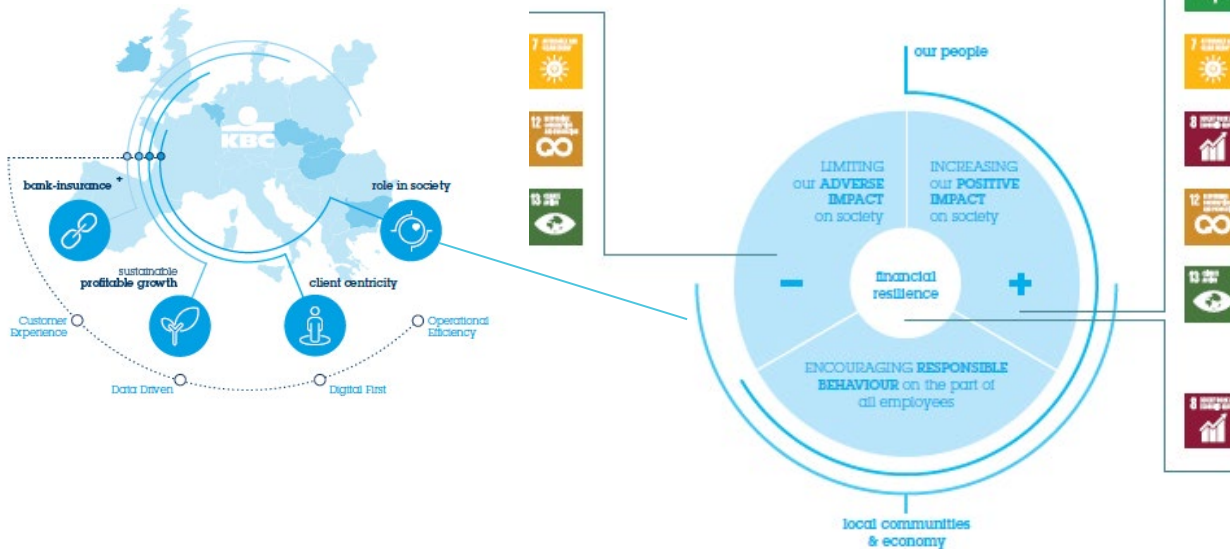 KBC
bank-insurance +
role in society
sustainable
profitable growth
client centricity
Customer
Experience
Operational
Efficiency
Data Driven
Digital First
7
12
13
our people
LIMITING
our ADVERSE
IMPACT
on society
INCREASING
our POSITIVE
IMPACT
on society
financial
resilience
ENCOURAGING RESPONSIBLE
BEHAVIOUR on the part of
all employees
local communities
& economy
7
8
12
13
8